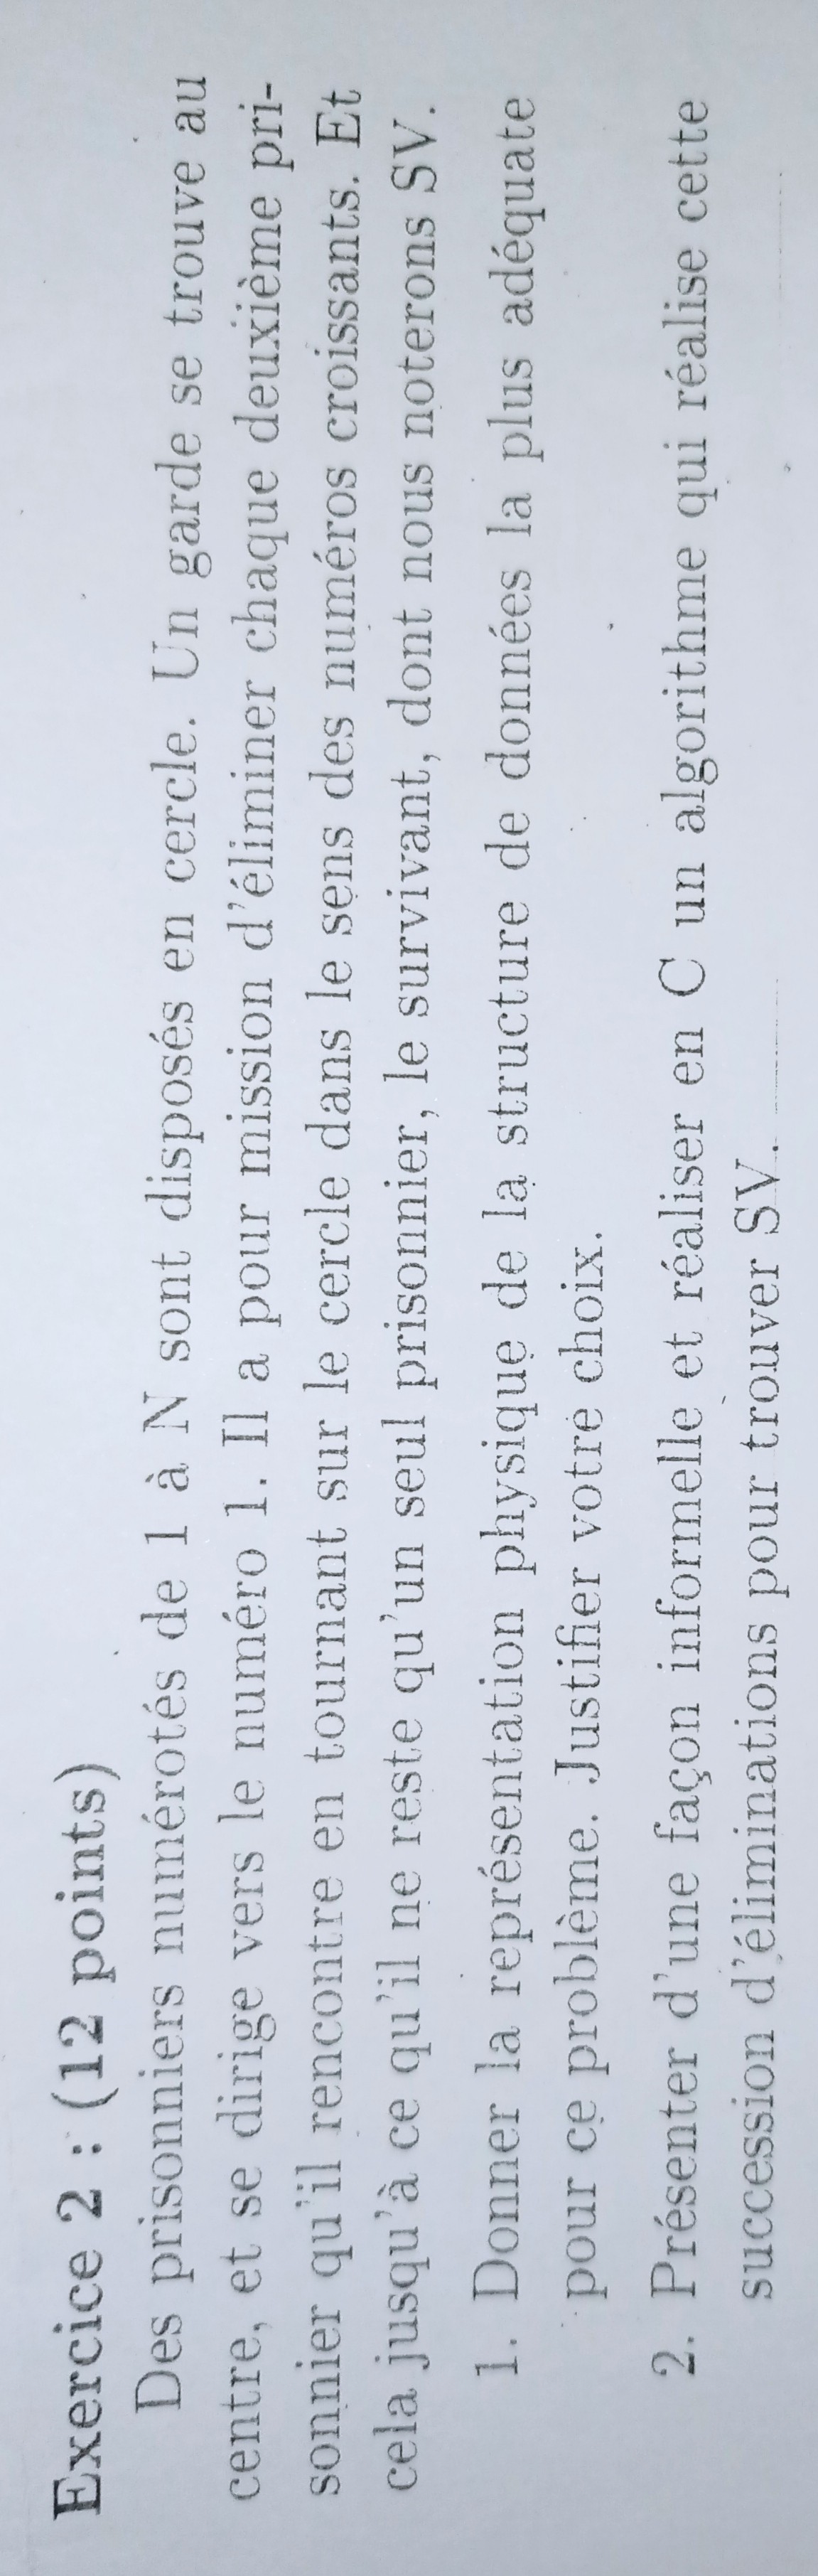 Exercice 2 : (12 points)
Des prisonniers numérotés de 1 à N sont disposés en cercle. Un garde se trouve au
centre, et se dirige vers le numéro 1. Il a pour mission d'éliminer chaque deuxième pri-
sonnier qu'il rencontre en tournant sur le cercle dans le sens des numéros croissants. Et
cela jusqu'à ce qu'il ne reste qu'un seul prisonnier, le survivant, dont nous noterons SV.
1. Donner la représentation physique de la structure de données la plus adéquate
pour ce problème. Justifier votre choix.
2. Présenter d'une façon informelle et réaliser en C un algorithme qui réalise cette
succession d'éliminations pour trouver SV.